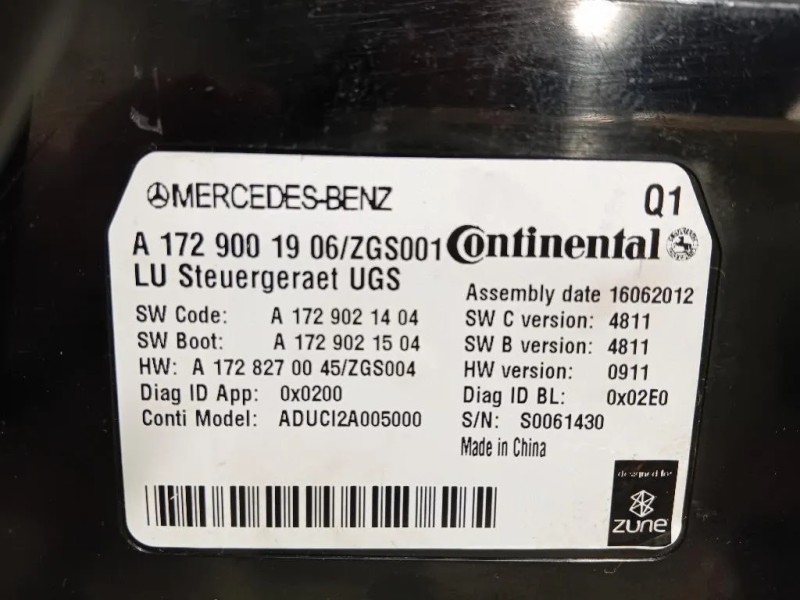 MERCEDES-BENZ Q1
A 172 900 19 06/ZGS001 Continental
LU Steuergeraet UGS
Assembly date 16062012
SW Code: A 172 902 14 04 SW C version: 4811
SW Boot: A 172 902 15 04 SW B version: 4811
HW: A 172 827 00 45/ZGS004 HW version: 0911
Diag ID App: 0x0200 Diag ID BL: 0x02E0
Conti Model: ADUCI2A005000 S/N: S0061430
Made in China
designed for
zune